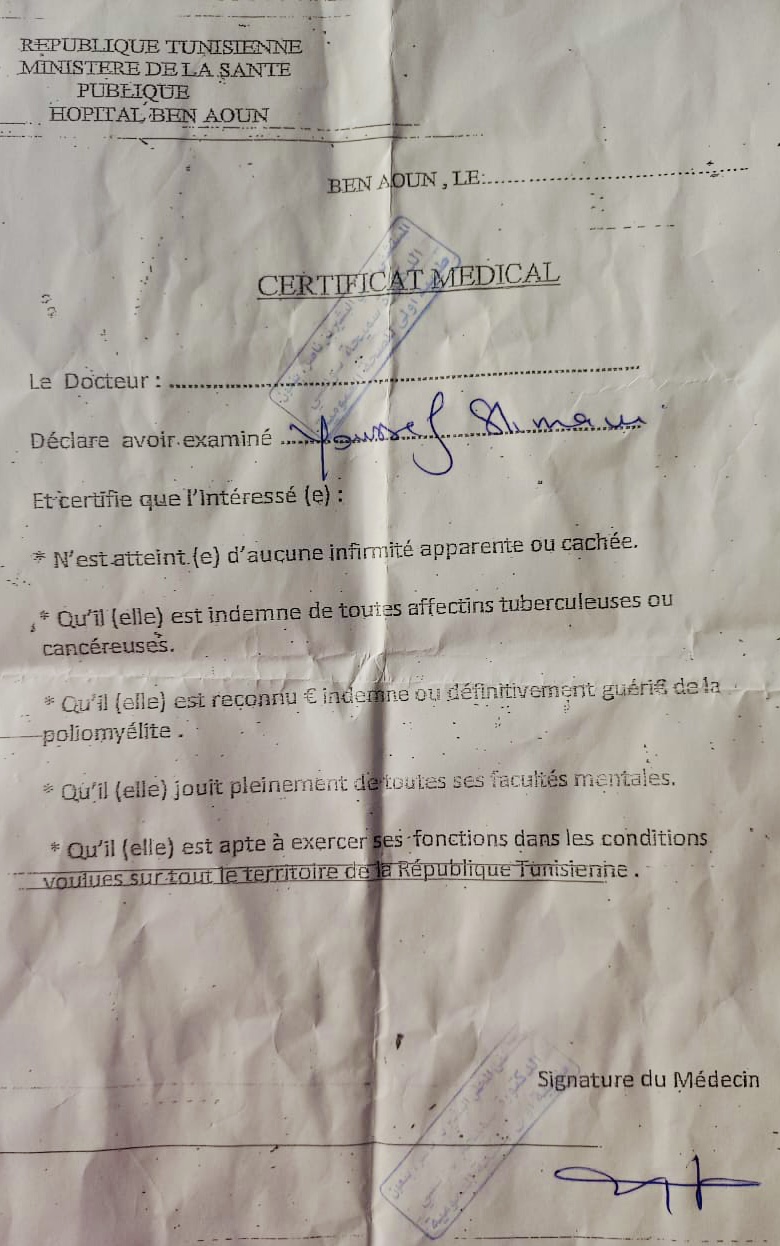 REPUBLIQUE TUNISIENNE
MINISTERE DE LA SANTE
PUBLIQUE
HOPITAL BEN AOUN
BEN AOUN , LE:....................................
CERTIFICAT MEDICAL
Le Docteur : ....................................
Déclare avoir examiné Youssef Slimani
Et certifie que l'intéressé (e) :
* N'est atteint (e) d'aucune infirmité apparente ou cachée.
* Qu'il (elle) est indemne de toutes affectins tuberculeuses ou
cancéreuses.
* Qu'il (elle) est reconnu € indemne ou définitivement guéri€ de la
poliomyélite .
* Qu'il (elle) jouit pleinement de toutes ses facultés mentales.
* Qu'il (elle) est apte à exercer ses fonctions dans les conditions
voulues sur tout le territoire de la République Tunisienne .
Signature du Médecin